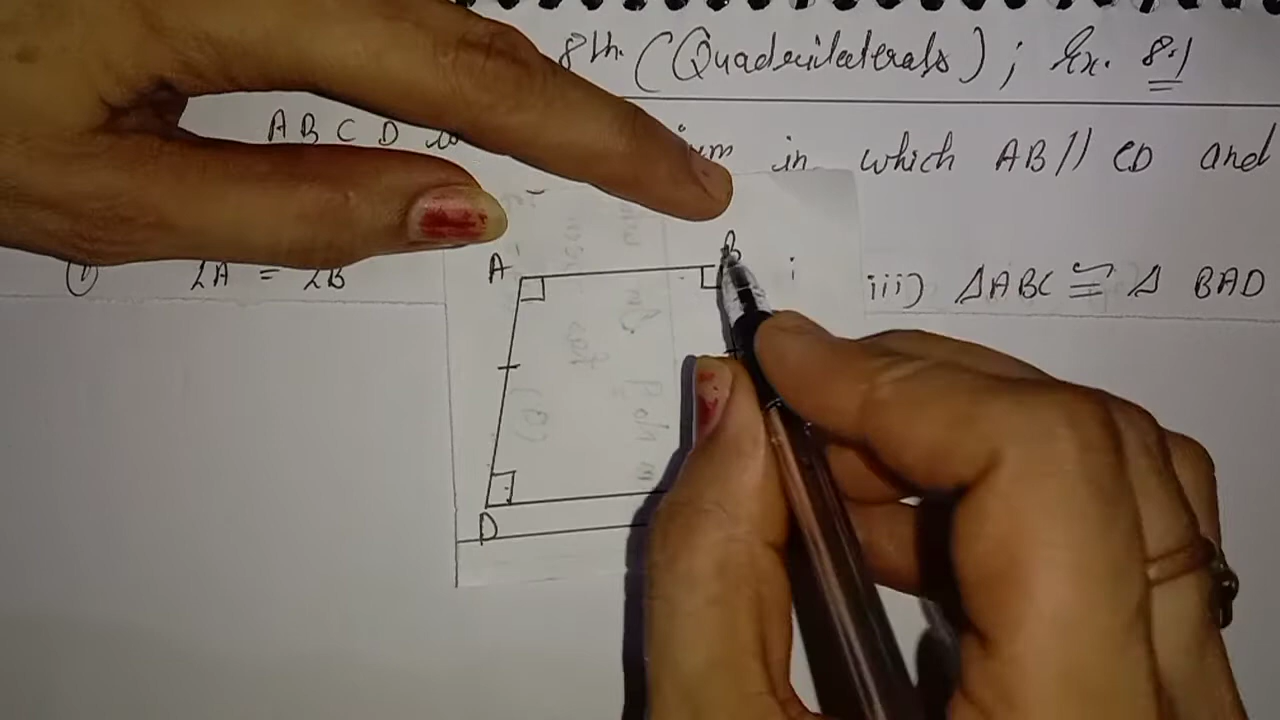 8th. (Quadrilaterals) ; Ex. 8.1
ABCD in which AB // CD and
(i) ∠A = ∠B iii) ΔABC ≅ Δ BAD
A B
D